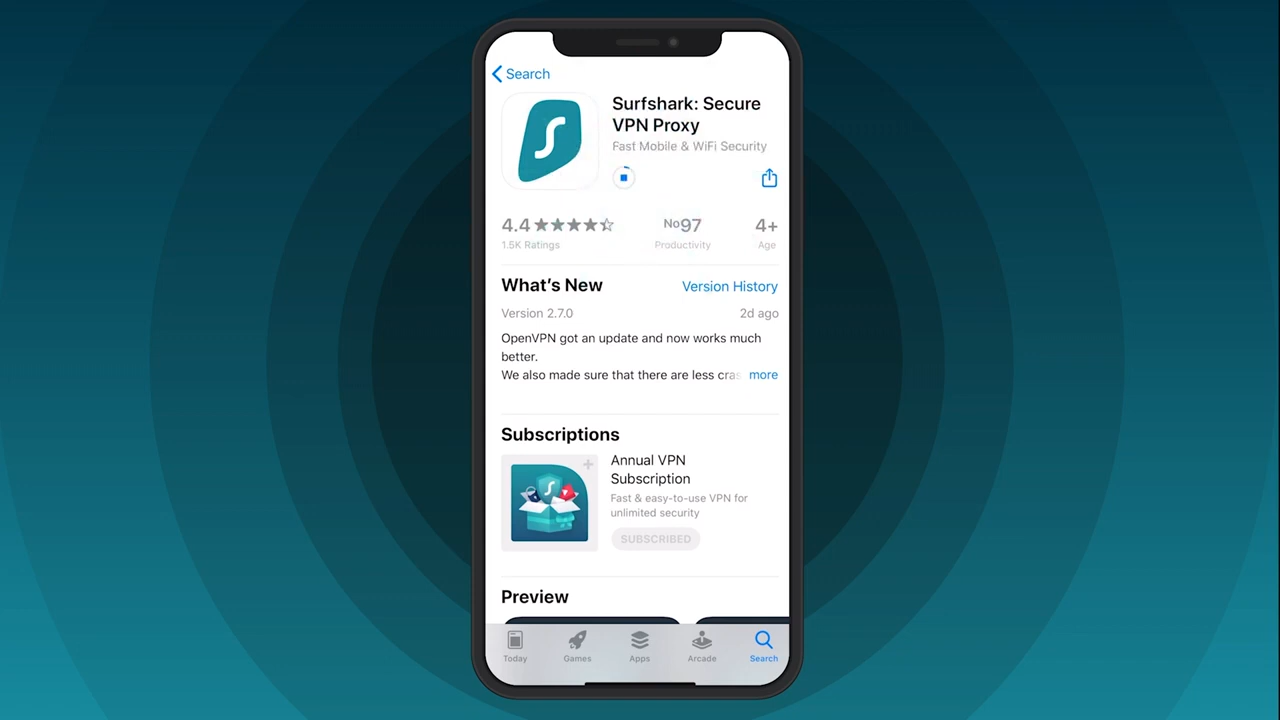 Search
Surfshark: Secure
VPN Proxy
Fast Mobile & WiFi Security
4.4
No97
4+
1.5K Ratings
Productivity
Age
What's New
Version History
Version 2.7.0
2d ago
OpenVPN got an update and now works much
better.
We also made sure that there are less
more
Subscriptions
Annual VPN
Subscription
Fast & easy-to-use VPN for
unlimited security
SUBSCRIBED
Preview
Today
Games
Apps
Arcade
Search